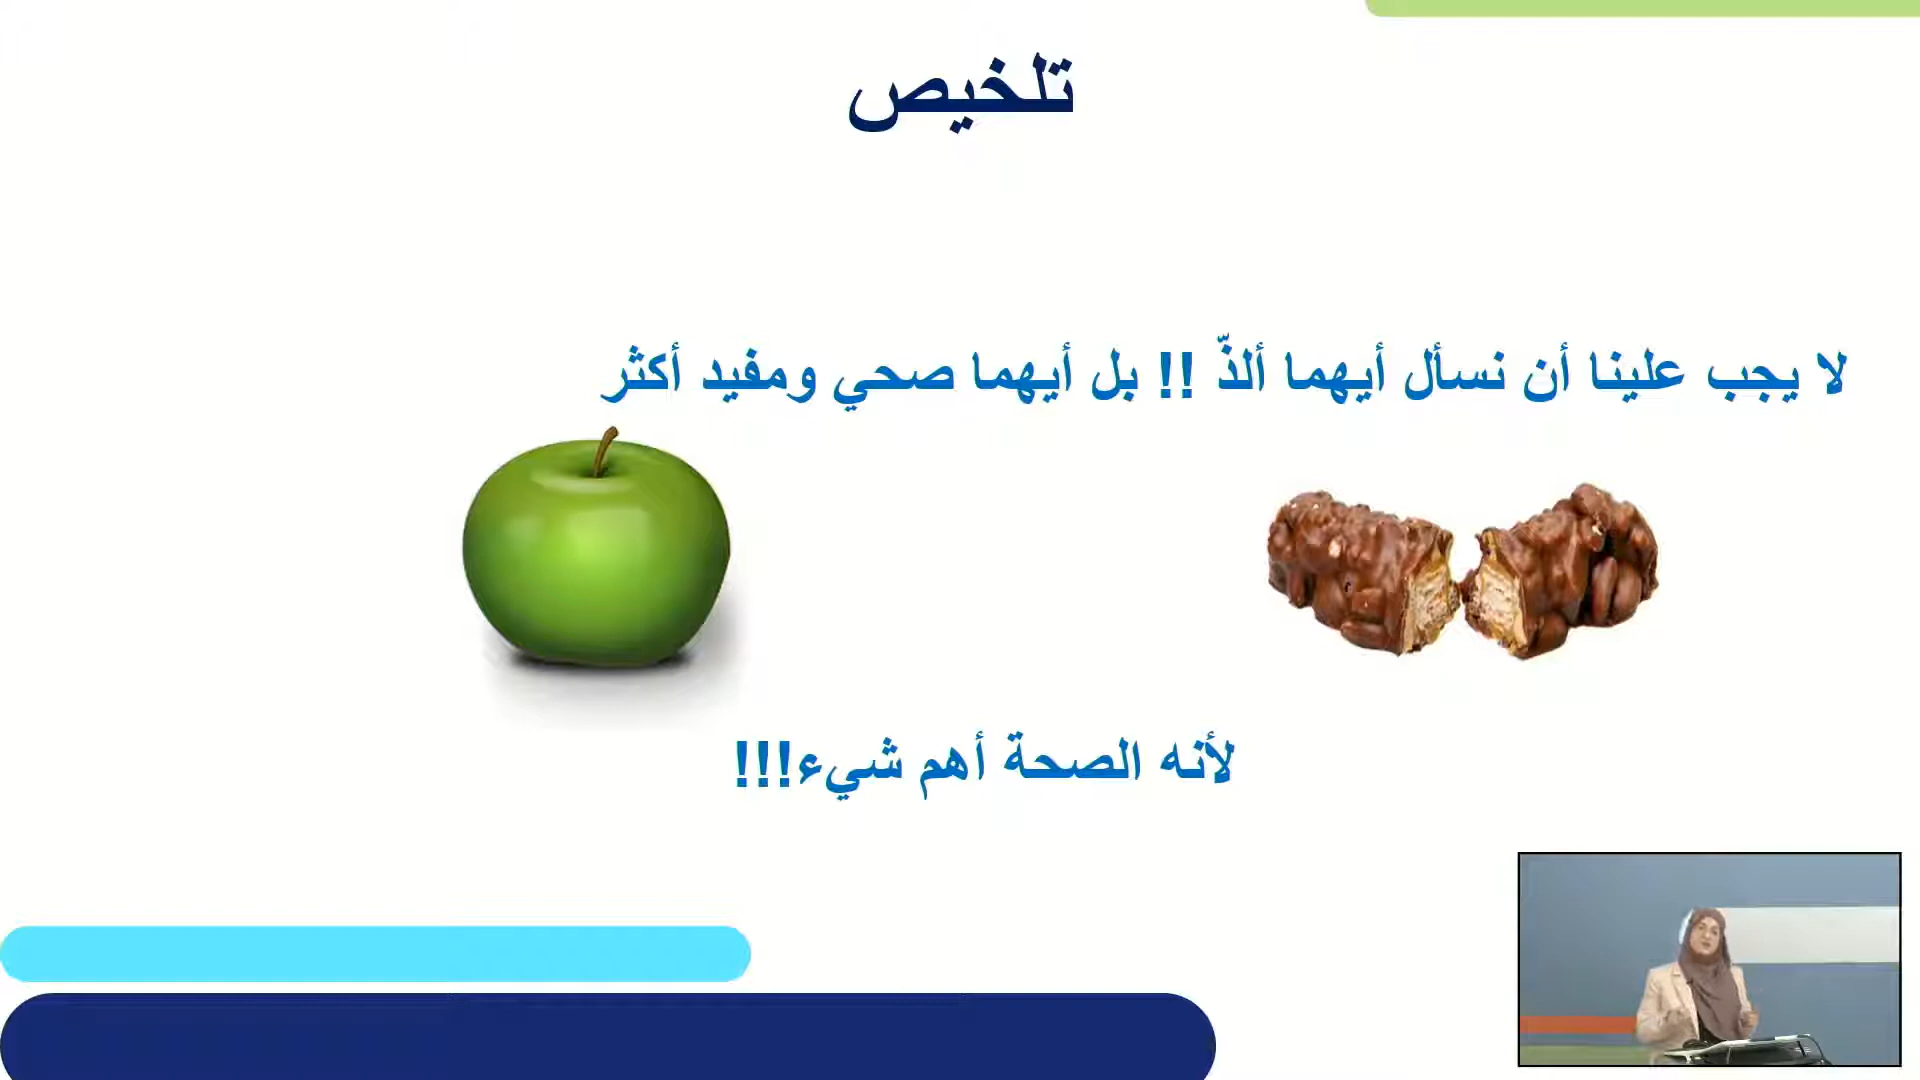 تلخيص
لا يجب علينا أن نسأل أيهما ألذّ !! بل أيهما صحي ومفيد أكثر
لأنه الصحة أهم شيء!!!